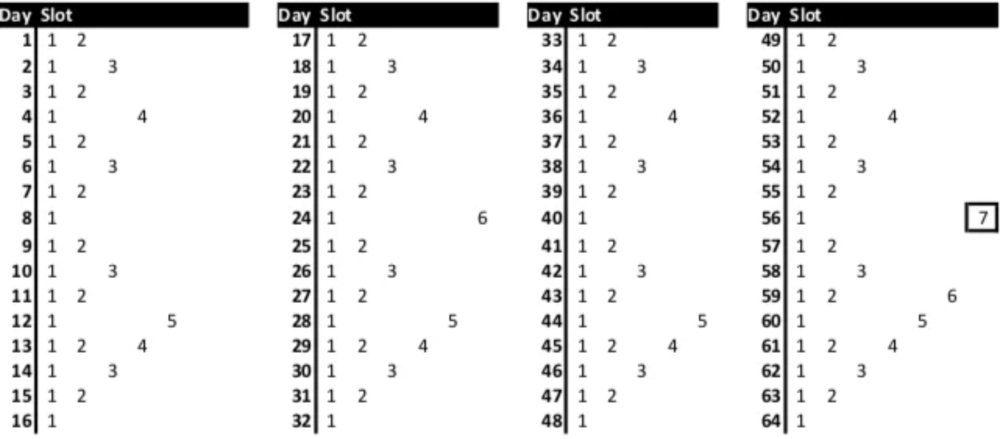 Day Slot
1 1 2
2 1 3
3 1 2
4 1 4
5 1 2
6 1 3
7 1 2
8 1
9 1 2
10 1 3
11 1 2
12 1 5
13 1 2 4
14 1 3
15 1 2
16 1
Day Slot
17 1 2
18 1 3
19 1 2
20 1 4
21 1 2
22 1 3
23 1 2
24 1 6
25 1 2
26 1 3
27 1 2
28 1 5
29 1 2 4
30 1 3
31 1 2
32 1
Day Slot
33 1 2
34 1 3
35 1 2
36 1 4
37 1 2
38 1 3
39 1 2
40 1
41 1 2
42 1 3
43 1 2
44 1 5
45 1 2 4
46 1 3
47 1 2
48 1
Day Slot
49 1 2
50 1 3
51 1 2
52 1 4
53 1 2
54 1 3
55 1 2
56 1 7
57 1 2
58 1 3
59 1 2 6
60 1 5
61 1 2 4
62 1 3
63 1 2
64 1